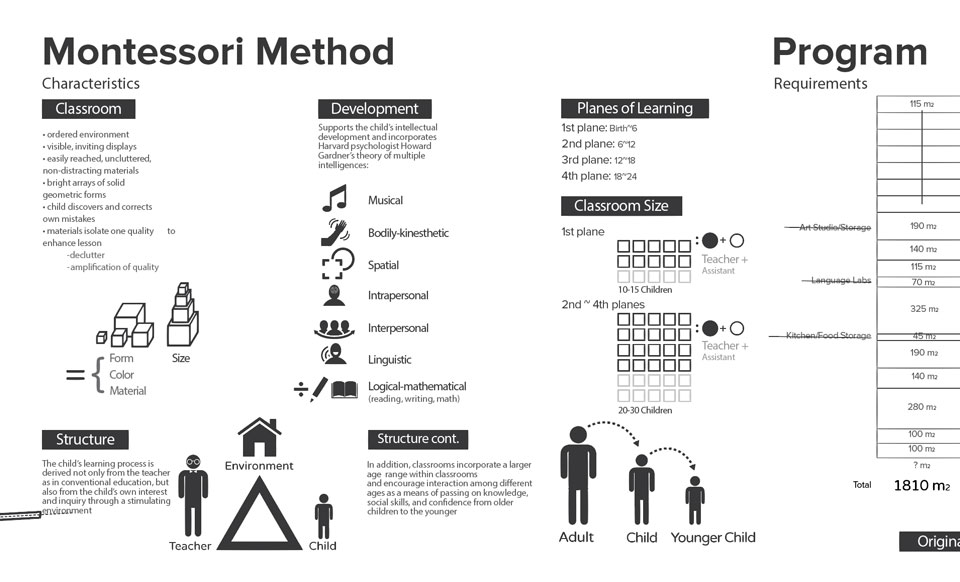 Montessori Method
Characteristics
Classroom
• ordered environment
• visible, inviting displays
• easily reached, uncluttered,
non-distracting materials
• bright arrays of solid
geometric forms
• child discovers and corrects
own mistakes
• materials isolate one quality to
enhance lesson
-declutter
-amplification of quality
= { Form
Color
Material
Size
Development
Supports the child's intellectual
development and incorporates
Harvard psychologist Howard
Gardner's theory of multiple
intelligences:
Musical
Bodily-kinesthetic
Spatial
Intrapersonal
Interpersonal
Linguistic
Logical-mathematical
(reading, writing, math)
Planes of Learning
1st plane: Birth~6
2nd plane: 6~12
3rd plane: 12~18
4th plane: 18~24
Classroom Size
1st plane
: +
Teacher +
Assistant
10-15 Children
2nd ~ 4th planes
: +
Teacher +
Assistant
20-30 Children
Structure
The child's learning process is
derived not only from the teacher
as in conventional education, but
also from the child's own interest
and inquiry through a stimulating
environment
Environment
Teacher
Child
Structure cont.
In addition, classrooms incorporate a larger
age range within classrooms
and encourage interaction among different
ages as a means of passing on knowledge,
social skills, and confidence from older
children to the younger
Adult
Child
Younger Child
Program
Requirements
115 m2
Art Studio/Storage
190 m2
140 m2
115 m2
Language Labs
70 m2
325 m2
Kitchen/Food Storage
45 m2
190 m2
140 m2
280 m2
100 m2
100 m2
? m2
Total 1810 m2
Origina